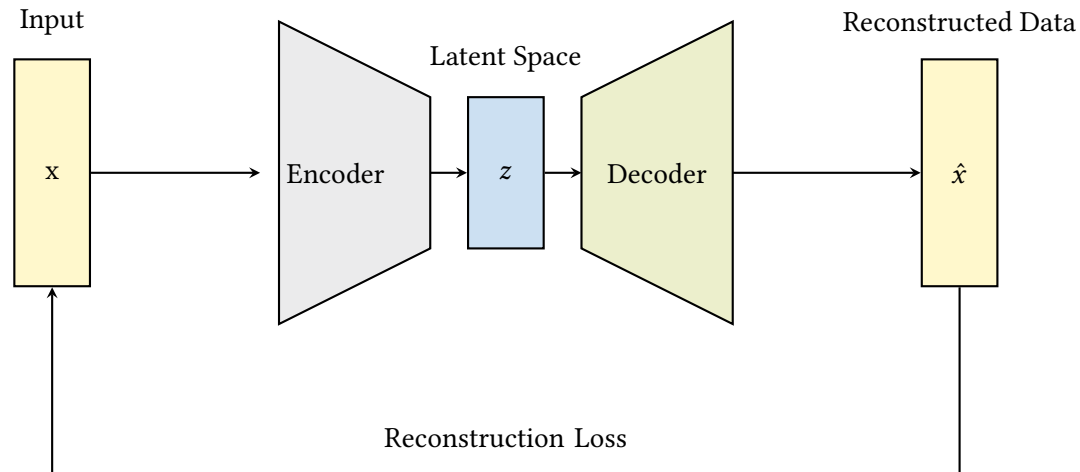 Input
Reconstructed Data
Latent Space
x
Encoder
z
Decoder
x̂
Reconstruction Loss